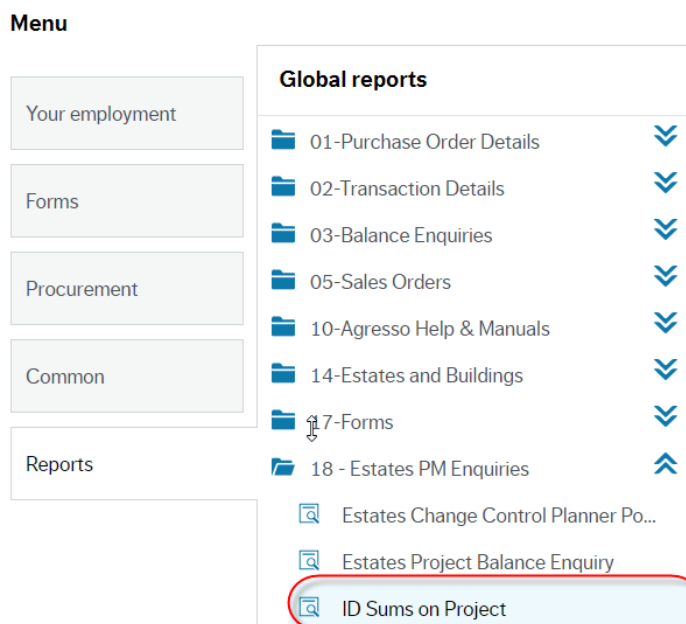 Menu
Your employment
Forms
Procurement
Common
Reports
Global reports
01-Purchase Order Details
02-Transaction Details
03-Balance Enquiries
05-Sales Orders
10-Agresso Help & Manuals
14-Estates and Buildings
17-Forms
18 - Estates PM Enquiries
Estates Change Control Planner Po...
Estates Project Balance Enquiry
ID Sums on Project